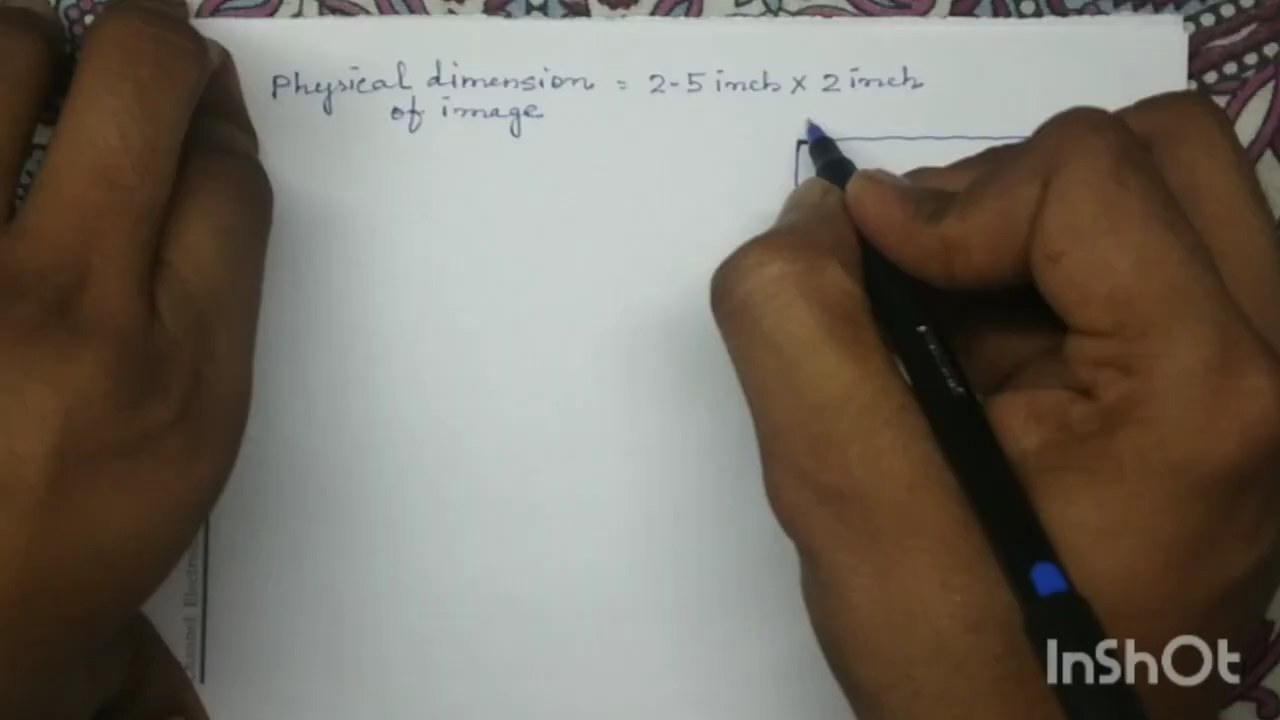 Physical dimension = 2-5 inch x 2 inch
of image
InShOt